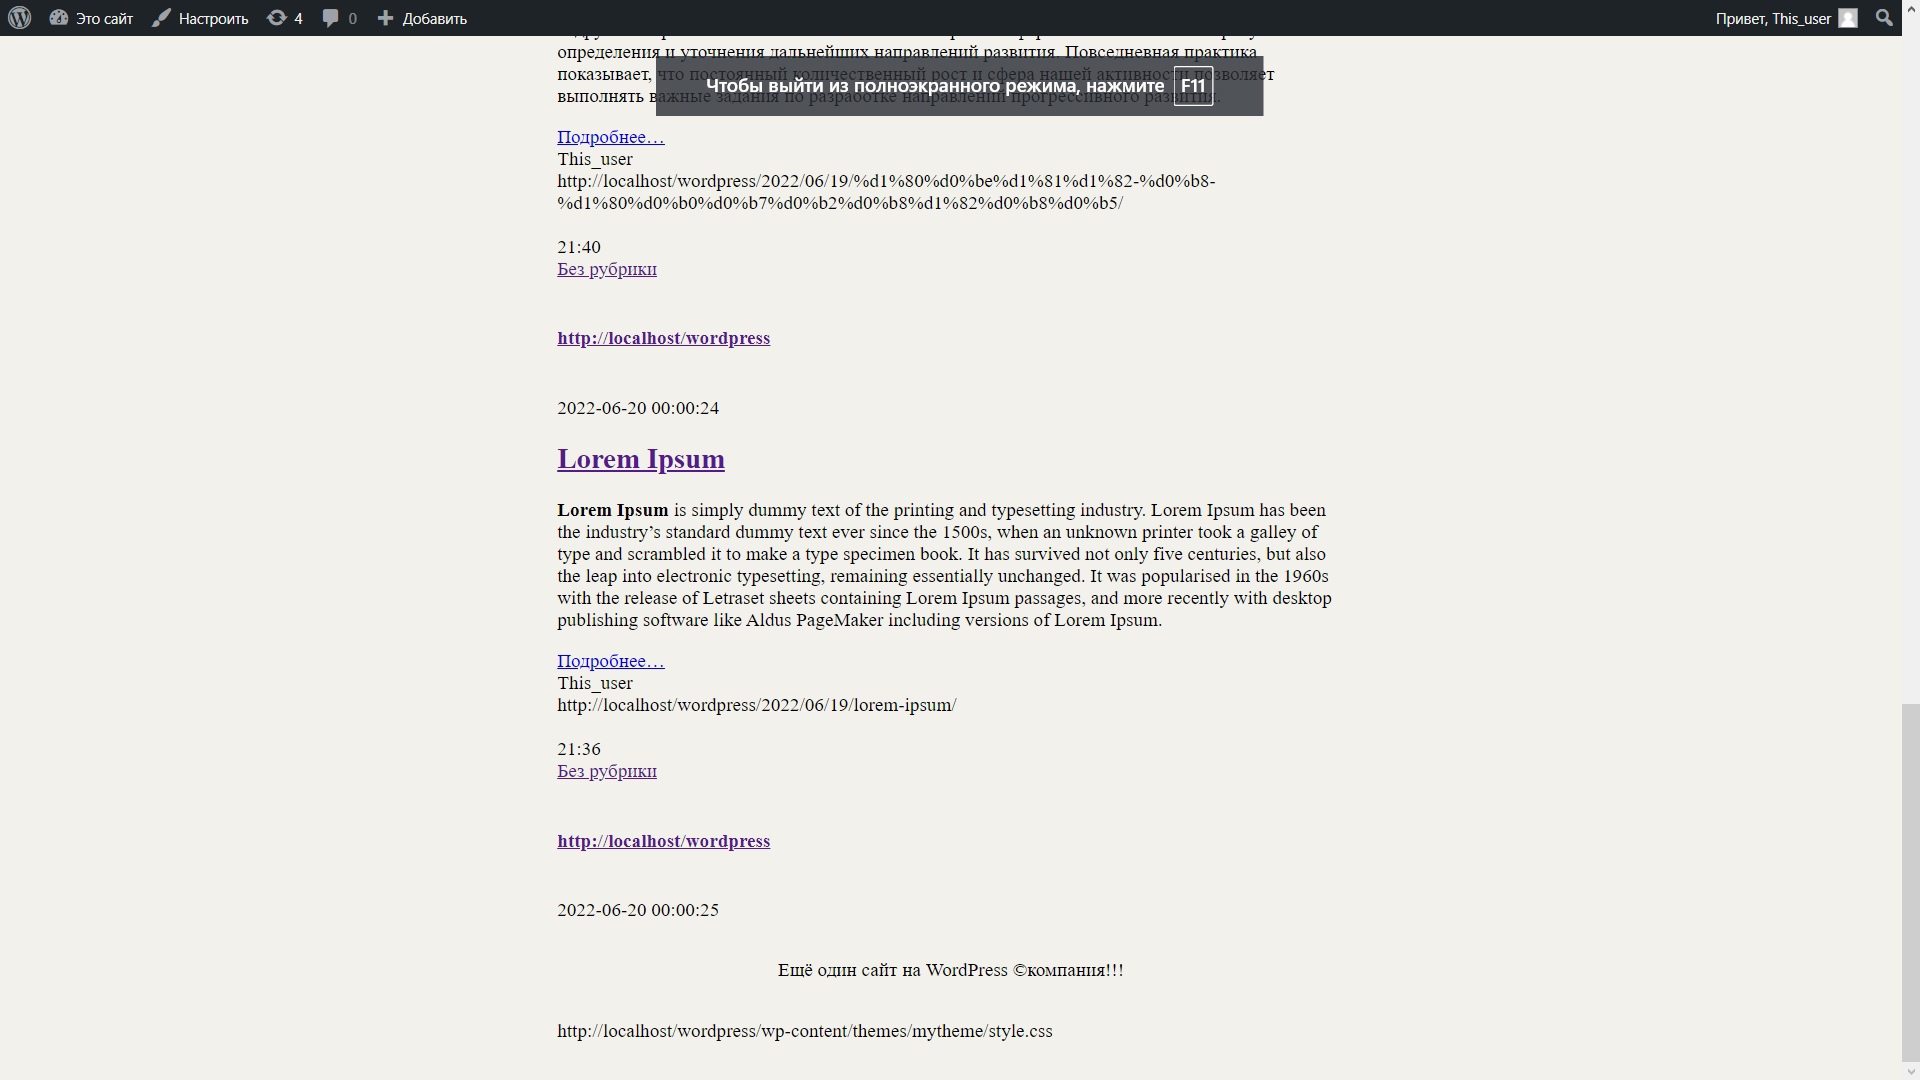 Это сайт Настроить 4 0 Добавить Привет, This_user
определения и уточнения дальнейших направлений развития. Повседневная практика
показывает, что постоянный количественный рост и сфера нашей активности позволяет
Чтобы выйти из полноэкранного режима, нажмите F11
выполнять важные задания по разработке направлений прогрессивного развития.
Подробнее…
This_user
http://localhost/wordpress/2022/06/19/%d1%80%d0%be%d1%81%d1%82-%d0%b8-
%d1%80%d0%b0%d0%b7%d0%b2%d0%b8%d1%82%d0%b8%d0%b5/
21:40
Без рубрики
http://localhost/wordpress
2022-06-20 00:00:24
Lorem Ipsum
Lorem Ipsum is simply dummy text of the printing and typesetting industry. Lorem Ipsum has been
the industry’s standard dummy text ever since the 1500s, when an unknown printer took a galley of
type and scrambled it to make a type specimen book. It has survived not only five centuries, but also
the leap into electronic typesetting, remaining essentially unchanged. It was popularised in the 1960s
with the release of Letraset sheets containing Lorem Ipsum passages, and more recently with desktop
publishing software like Aldus PageMaker including versions of Lorem Ipsum.
Подробнее…
This_user
http://localhost/wordpress/2022/06/19/lorem-ipsum/
21:36
Без рубрики
http://localhost/wordpress
2022-06-20 00:00:25
Ещё один сайт на WordPress ©компания!!!
http://localhost/wordpress/wp-content/themes/mytheme/style.css